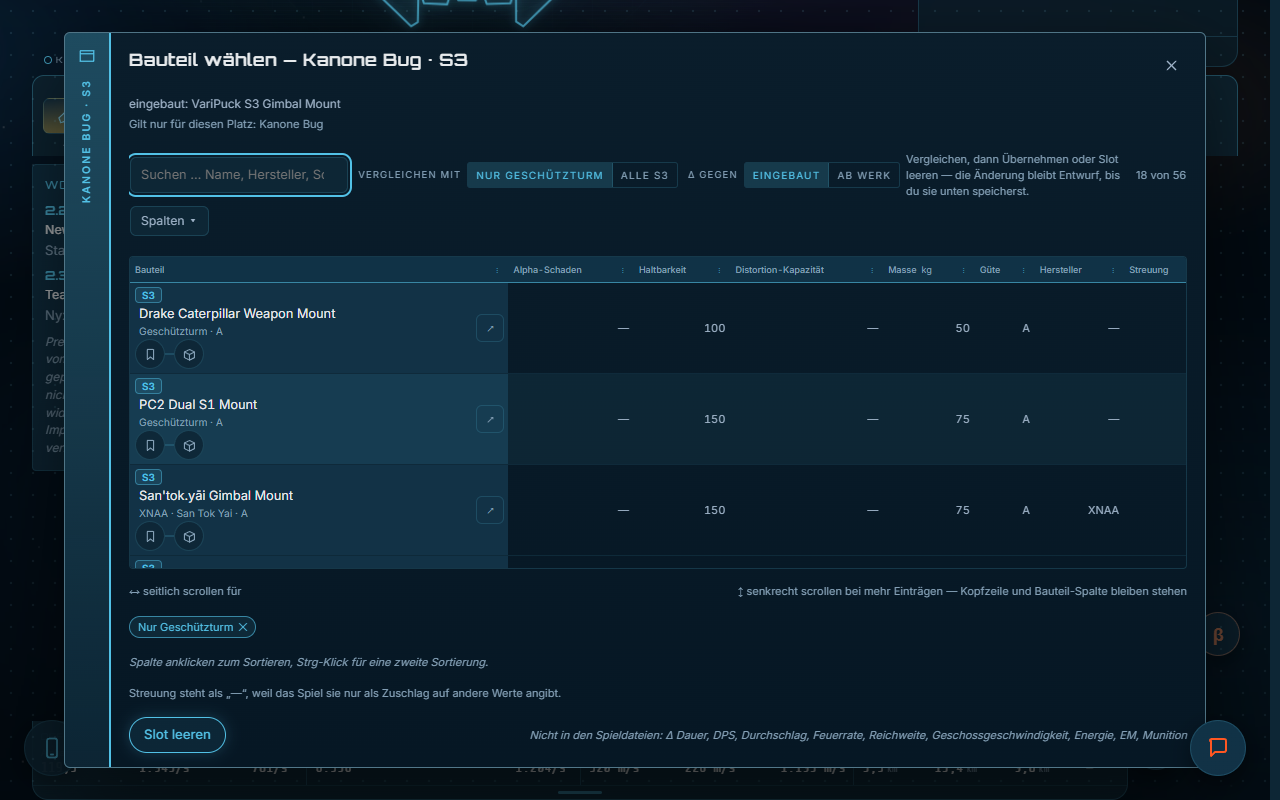 Bauteil wählen — Kanone Bug · S3
KANONE BUG · S3
eingebaut: VariPuck S3 Gimbal Mount
Gilt nur für diesen Platz: Kanone Bug
Suchen ... Name, Hersteller, Sc
VERGLEICHEN MIT
NUR GESCHÜTZTURM
ALLE S3
Δ GEGEN
EINGEBAUT
AB WERK
Vergleichen, dann Übernehmen oder Slot
leeren — die Änderung bleibt Entwurf, bis
du sie unten speicherst.
18 von 56
Spalten
Bauteil Alpha-Schaden Haltbarkeit Distortion-Kapazität Masse kg Güte Hersteller Streuung
S3
Drake Caterpillar Weapon Mount
Geschützturm · A
— 100 — 50 A —
S3
PC2 Dual S1 Mount
Geschützturm · A
— 150 — 75 A —
S3
San'tok.yāi Gimbal Mount
XNAA · San Tok Yai · A
— 150 — 75 A XNAA
S3
↔ seitlich scrollen für
↕ senkrecht scrollen bei mehr Einträgen — Kopfzeile und Bauteil-Spalte bleiben stehen
Nur Geschützturm
Spalte anklicken zum Sortieren, Strg-Klick für eine zweite Sortierung.
Streuung steht als „—“, weil das Spiel sie nur als Zuschlag auf andere Werte angibt.
Slot leeren
Nicht in den Spieldateien: Δ Dauer, DPS, Durchschlag, Feuerrate, Reichweite, Geschossgeschwindigkeit, Energie, EM, Munition
β